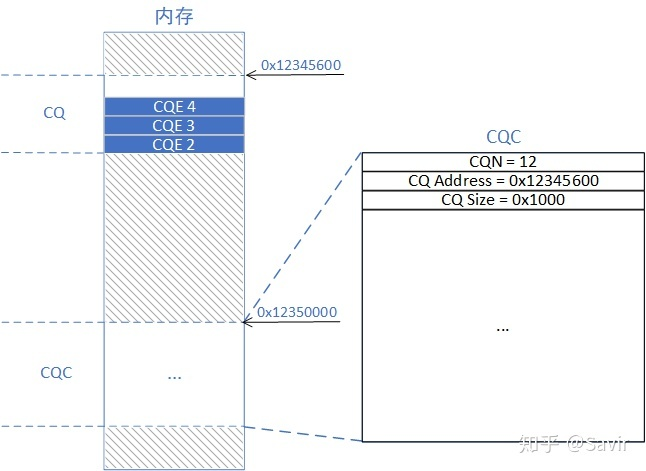 内存
0x12345600
CQ
CQE 4
CQE 3
CQE 2
CQC
CQN = 12
CQ Address = 0x12345600
CQ Size = 0x1000
...
0x12350000
CQC
...
知乎 @Savir